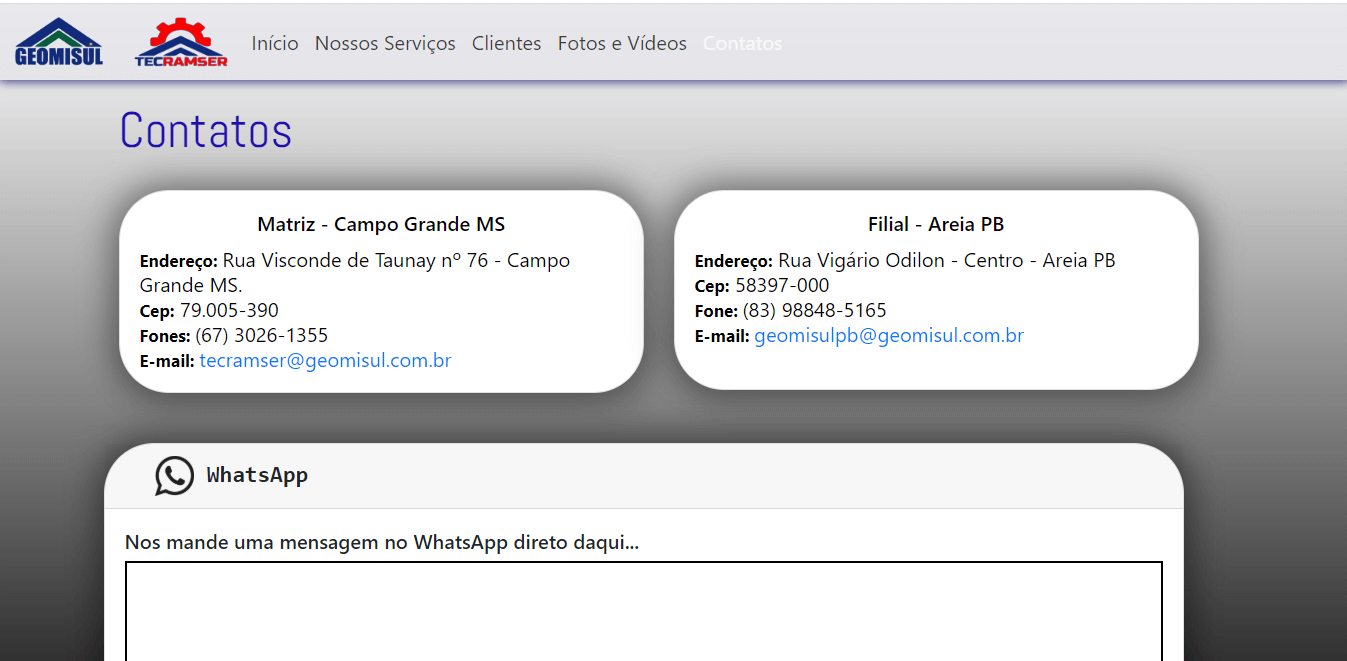 GEOMISUL
TECRAMSER
Início Nossos Serviços Clientes Fotos e Vídeos Contatos
Contatos
Matriz - Campo Grande MS
Endereço: Rua Visconde de Taunay nº 76 - Campo
Grande MS.
Cep: 79.005-390
Fones: (67) 3026-1355
E-mail: tecramser@geomisul.com.br
Filial - Areia PB
Endereço: Rua Vigário Odilon - Centro - Areia PB
Cep: 58397-000
Fone: (83) 98848-5165
E-mail: geomisulpb@geomisul.com.br
WhatsApp
Nos mande uma mensagem no WhatsApp direto daqui...